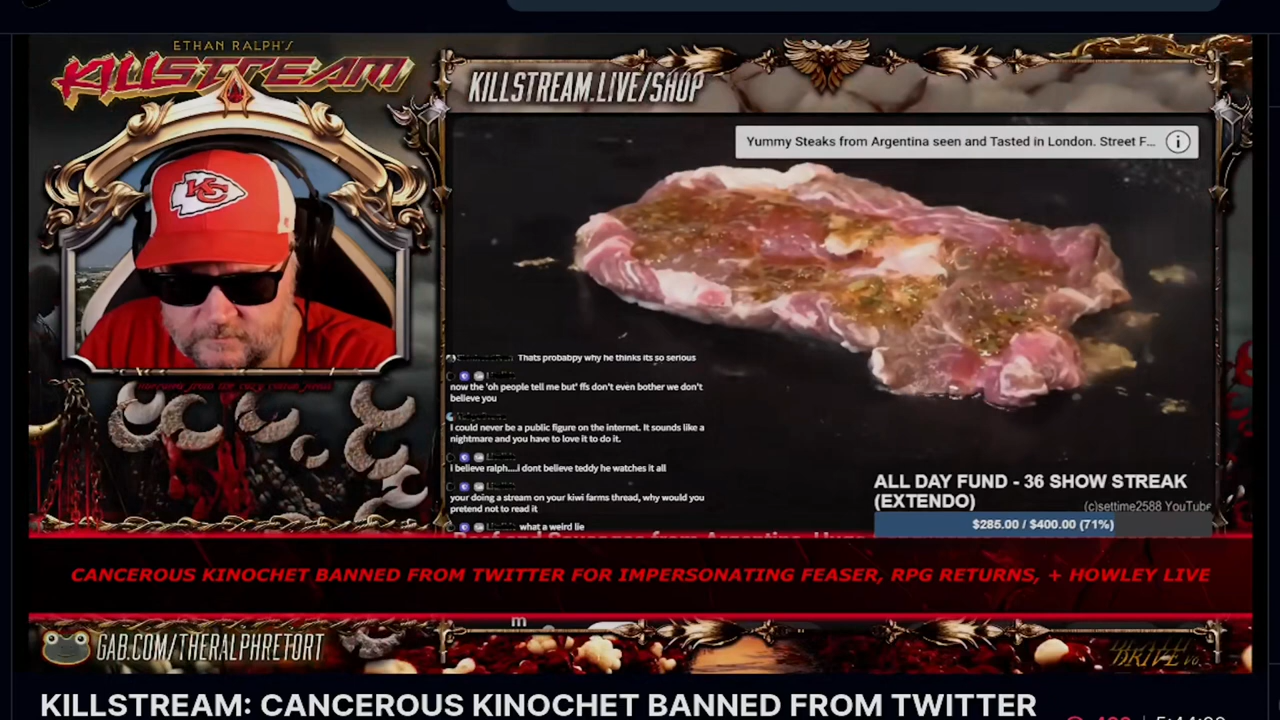 ETHAN RALPH'S
KILLSTREAM
KILLSTREAM.LIVE/SHOP
Yummy Steaks from Argentina seen and Tasted in London. Street F...
Thats probabpy why he thinks its so serious
now the 'oh people tell me but' ffs don't even bother we don't
believe you
I could never be a public figure on the internet. It sounds like a
nightmare and you have to love it to do it.
i believe ralph....i dont believe teddy he watches it all
your doing a stream on your kiwi farms thread, why would you
pretend not to read it
what a weird lie
ALL DAY FUND - 36 SHOW STREAK
(EXTENDO)
(c)settime2588 YouTube
$285.00 / $400.00 (71%)
CANCEROUS KINOCHET BANNED FROM TWITTER FOR IMPERSONATING FEASER, RPG RETURNS, + HOWLEY LIVE
GAB.COM/THERALPHRETORT
KILLSTREAM: CANCEROUS KINOCHET BANNED FROM TWITTER